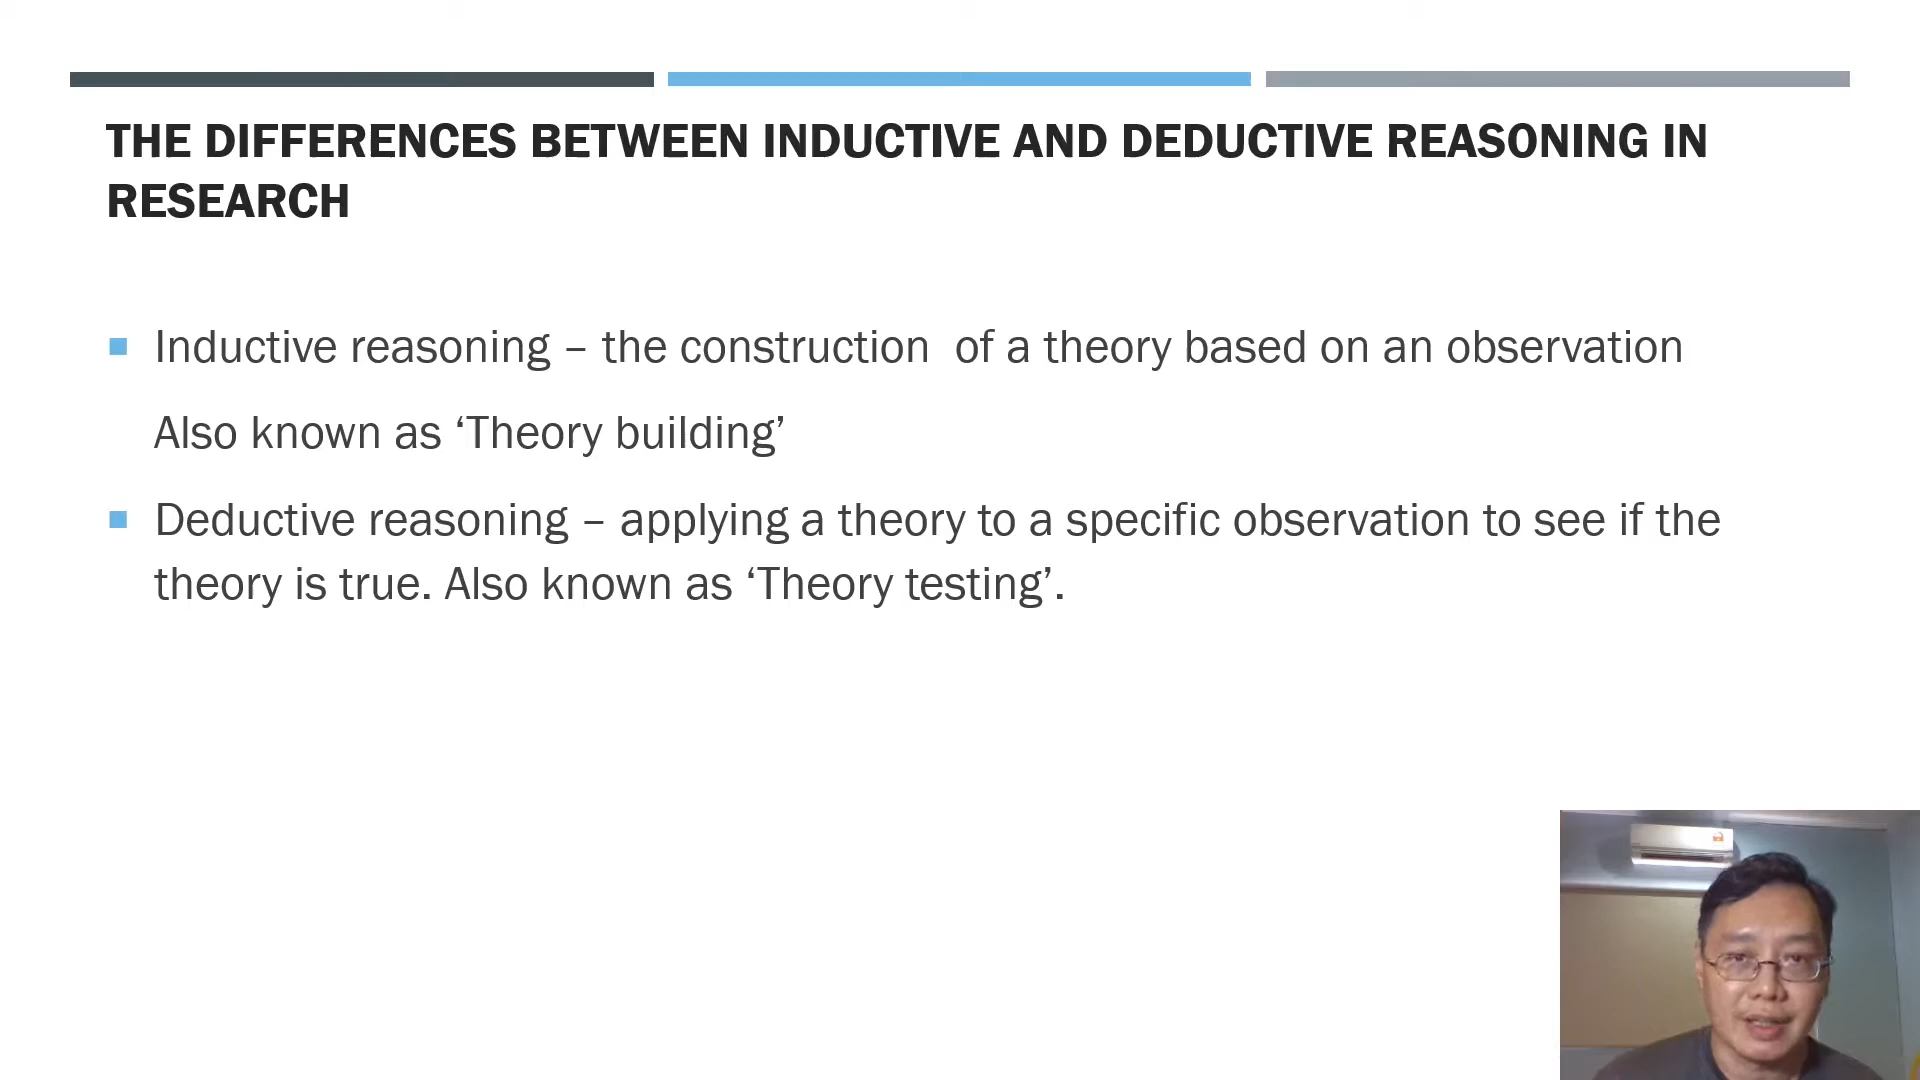 THE DIFFERENCES BETWEEN INDUCTIVE AND DEDUCTIVE REASONING IN
RESEARCH
Inductive reasoning – the construction  of a theory based on an observation
Also known as ‘Theory building’
Deductive reasoning – applying a theory to a specific observation to see if the
theory is true. Also known as ‘Theory testing’.